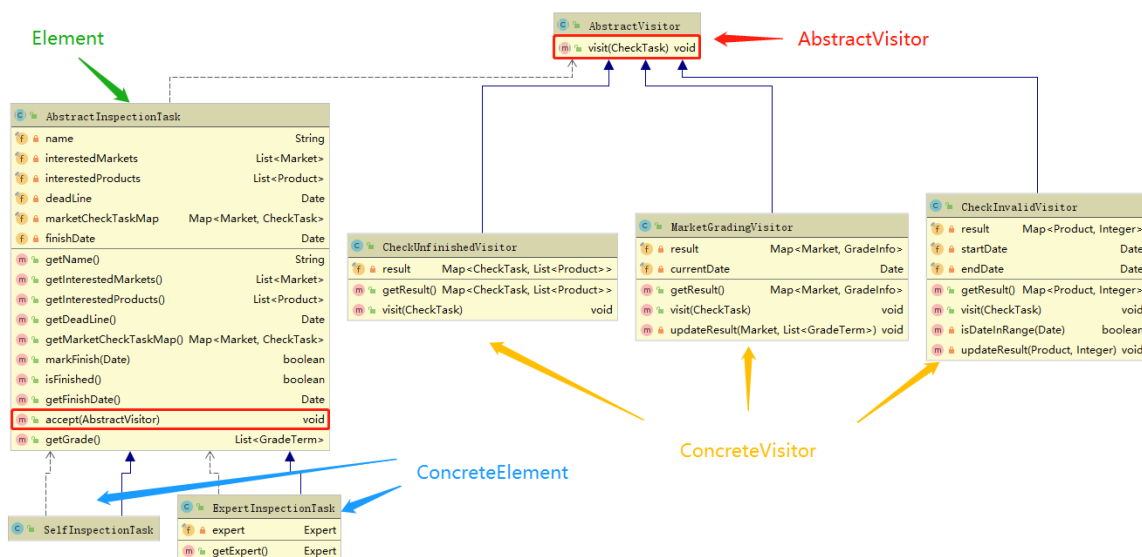 AbstractVisitor
visit(CheckTask) void
AbstractVisitor
Element
AbstractInspectionTask
name String
interestedMarkets List<Market>
interestedProducts List<Product>
deadLine Date
marketCheckTaskMap Map<Market, CheckTask>
finishDate Date
getName() String
getInterestedMarkets() List<Market>
getInterestedProducts() List<Product>
getDeadLine() Date
getMarketCheckTaskMap() Map<Market, CheckTask>
markFinish(Date) boolean
isFinished() boolean
getFinishDate() Date
accept(AbstractVisitor) void
getGrade() List<GradeTerm>
CheckUnfinishedVisitor
result Map<CheckTask, List<Product>>
getResult() Map<CheckTask, List<Product>>
visit(CheckTask) void
MarketGradingVisitor
result Map<Market, GradeInfo>
currentDate Date
getResult() Map<Market, GradeInfo>
visit(CheckTask) void
updateResult(Market, List<GradeTerm>) void
CheckInvalidVisitor
result Map<Product, Integer>
startDate Date
endDate Date
getResult() Map<Product, Integer>
visit(CheckTask) void
isDateInRange(Date) boolean
updateResult(Product, Integer) void
ConcreteVisitor
ConcreteElement
SelfInspectionTask
ExpertInspectionTask
expert Expert
getExpert() Expert